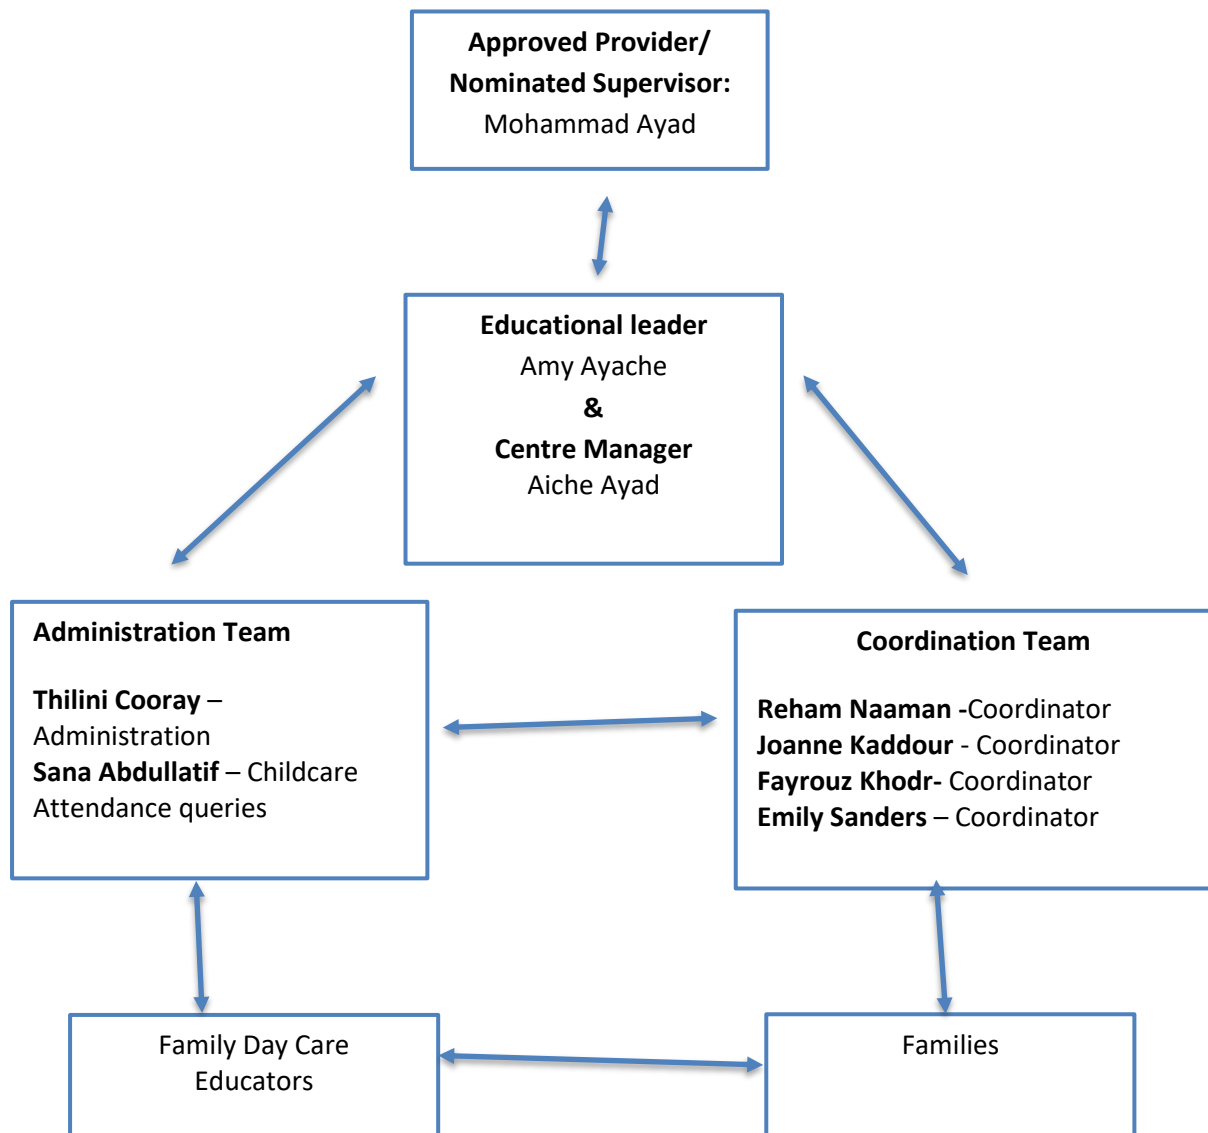 Approved Provider/
Nominated Supervisor:
Mohammad Ayad
Educational leader
Amy Ayache
&
Centre Manager
Aiche Ayad
Administration Team
Thilini Cooray –
Administration
Sana Abdullatif – Childcare
Attendance queries
Coordination Team
Reham Naaman -Coordinator
Joanne Kaddour - Coordinator
Fayrouz Khodr- Coordinator
Emily Sanders – Coordinator
Family Day Care
Educators
Families